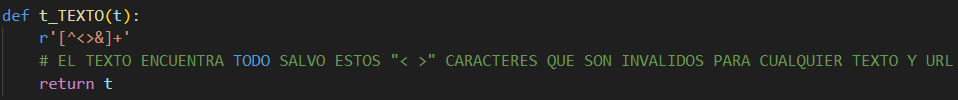 def t_TEXTO(t):
    r'[^<>&]+'
    # EL TEXTO ENCUENTRA TODO SALVO ESTOS "< >" CARACTERES QUE SON INVALIDOS PARA CUALQUIER TEXTO Y URL
    return t